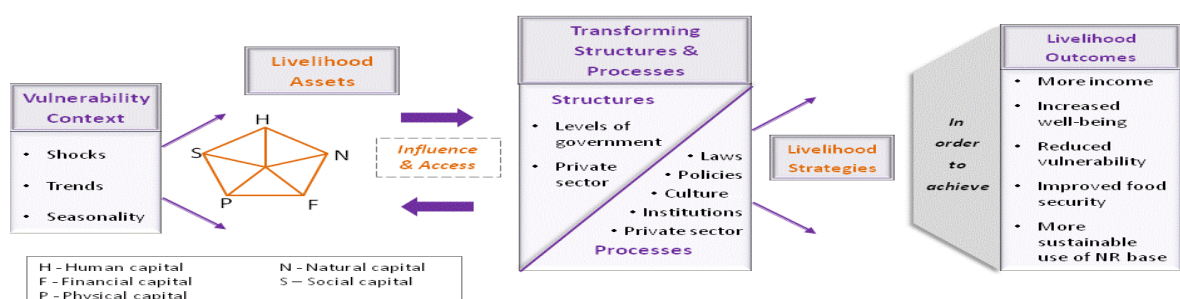 Vulnerability
Context
• Shocks
• Trends
• Seasonality
Livelihood
Assets
H
S
N
P
F
Influence
& Access
Transforming
Structures &
Processes
Structures
• Levels of
government
• Private
sector
• Laws
• Policies
• Culture
• Institutions
• Private sector
Processes
Livelihood
Strategies
In
order
to
achieve
Livelihood
Outcomes
• More income
• Increased
well-being
• Reduced
vulnerability
• Improved food
security
• More
sustainable
use of NR base
H - Human capital
N - Natural capital
F - Financial capital
S – Social capital
P - Physical capital